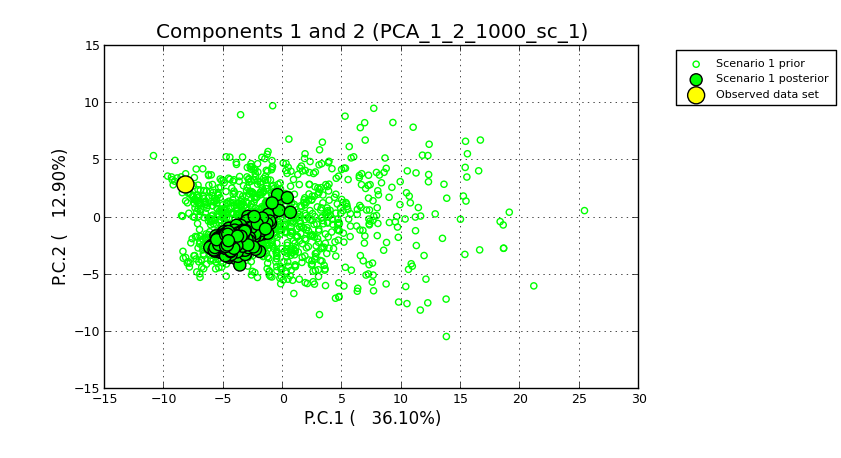 Components 1 and 2 (PCA_1_2_1000_sc_1)
Scenario 1 prior
Scenario 1 posterior
Observed data set
15
10
5
0
−5
−10
−15
P.C.2 (   12.90%)
−15 −10 −5 0 5 10 15 20 25 30
P.C.1 (   36.10%)